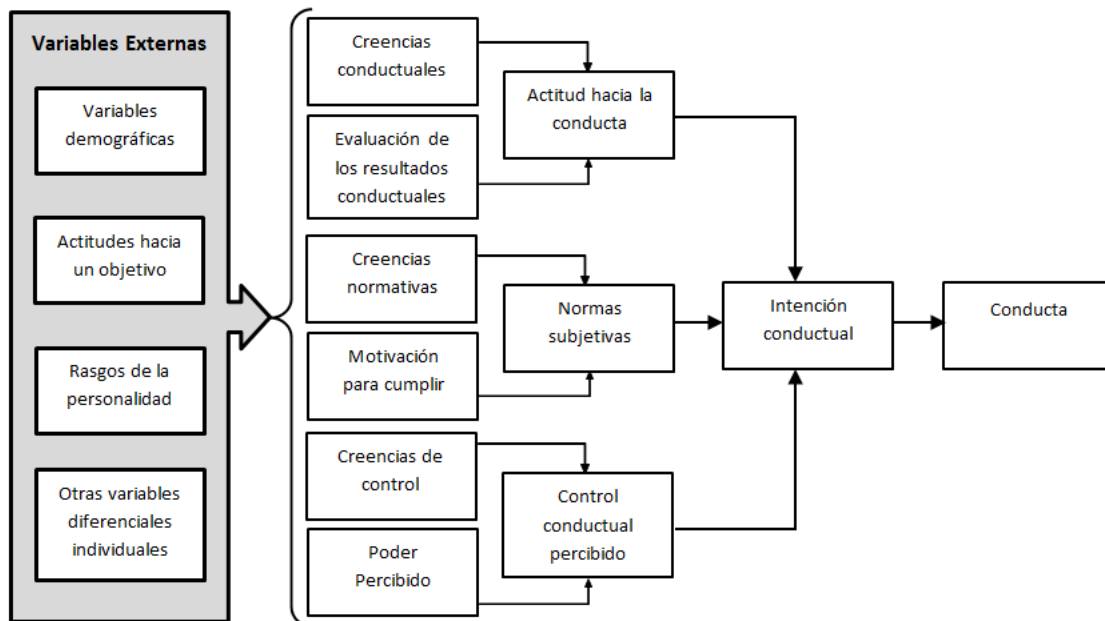 Variables Externas
Variables
demográficas
Actitudes hacia
un objetivo
Rasgos de la
personalidad
Otras variables
diferenciales
individuales
Creencias
conductuales
Evaluación de
los resultados
conductuales
Creencias
normativas
Motivación
para cumplir
Creencias de
control
Poder
Percibido
Actitud hacia la
conducta
Normas
subjetivas
Control
conductual
percibido
Intención
conductual
Conducta